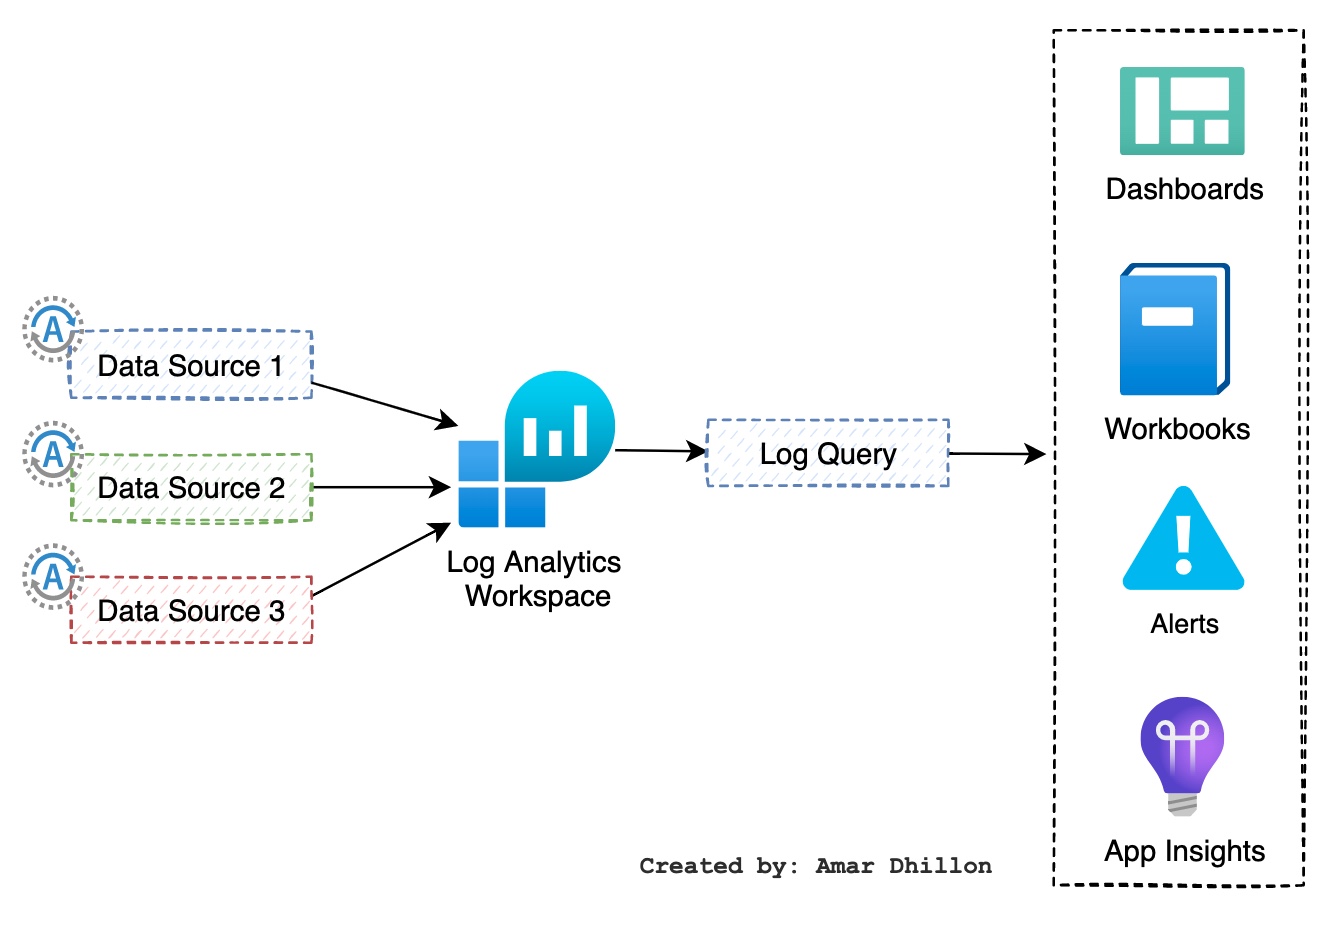 Dashboards
Workbooks
Alerts
App Insights
A
Data Source 1
A
Data Source 2
A
Data Source 3
Log Analytics
Workspace
Log Query
Created by: Amar Dhillon